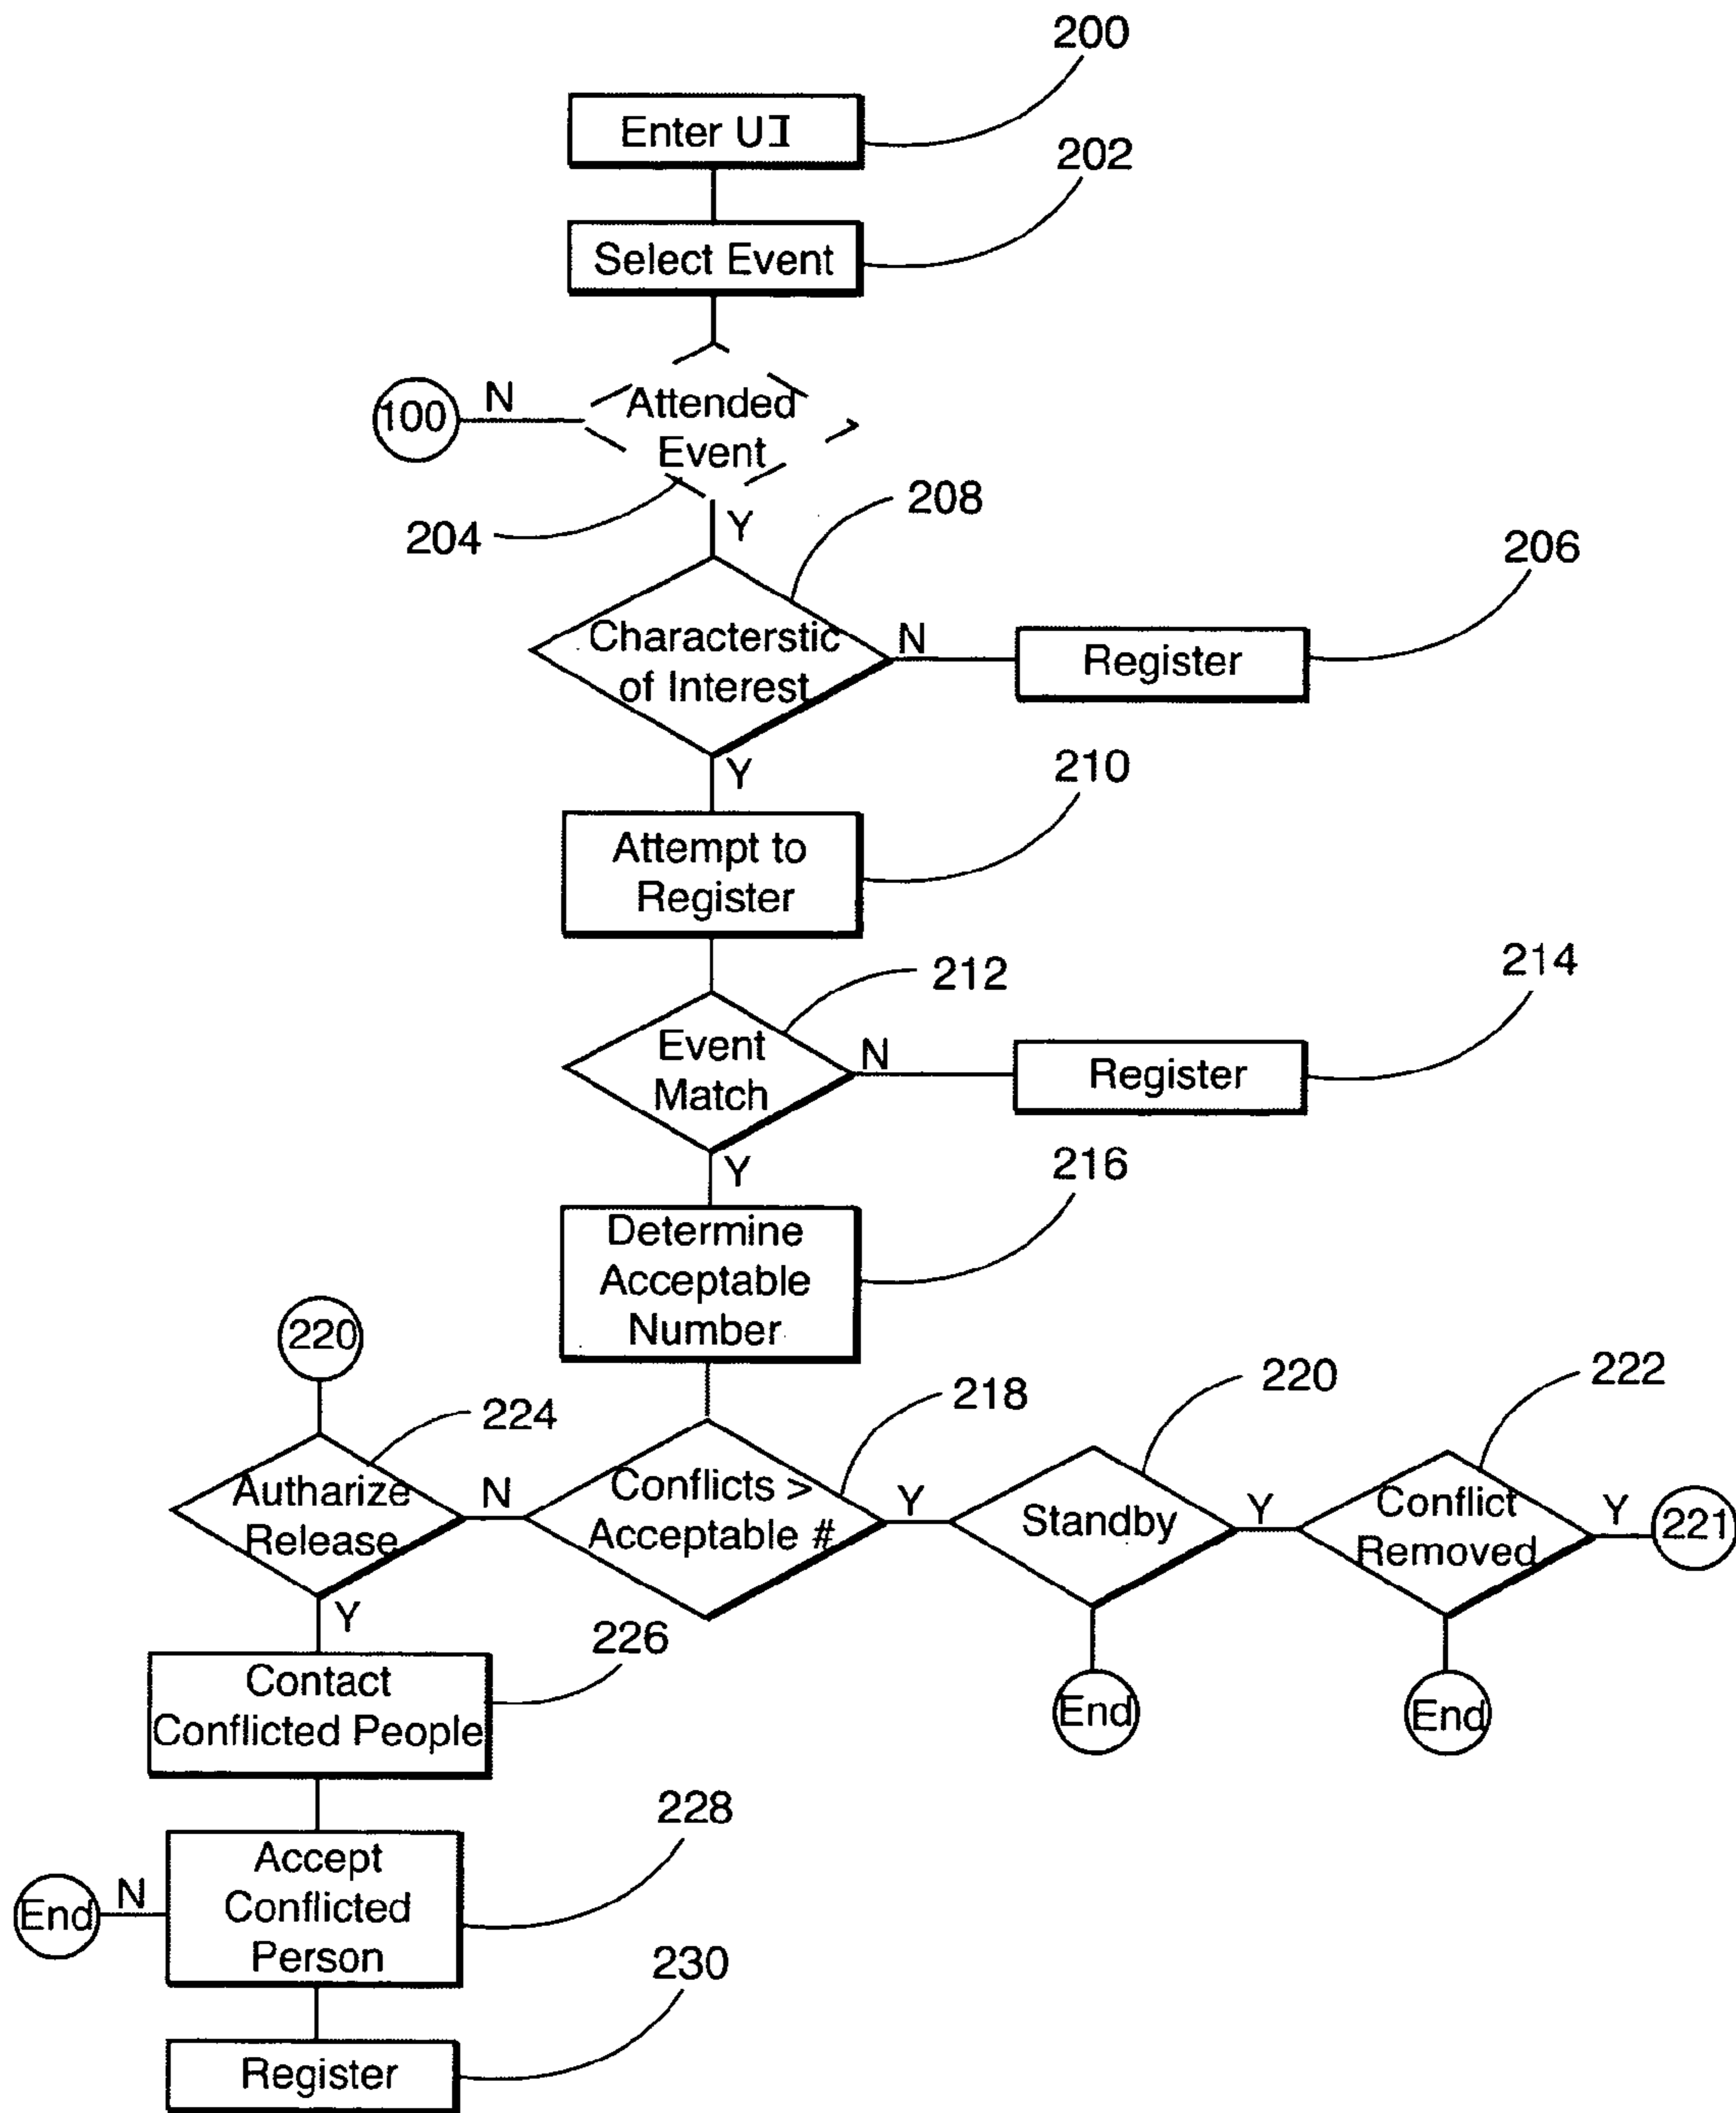 200
Enter UI
202
Select Event
100
N
Attended
Event
204
Y
208
206
Characterstic
of Interest
N
Register
Y
210
Attempt to
Register
212
214
Event
Match
N
Register
Y
216
Determine
Acceptable
Number
220
224
218
220
222
Autharize
Release
N
Conflicts >
Acceptable #
Y
Standby
Y
Conflict
Removed
Y
221
Y
226
Contact
Conflicted People
End
End
228
End
N
Accept
Conflicted
Person
230
Register